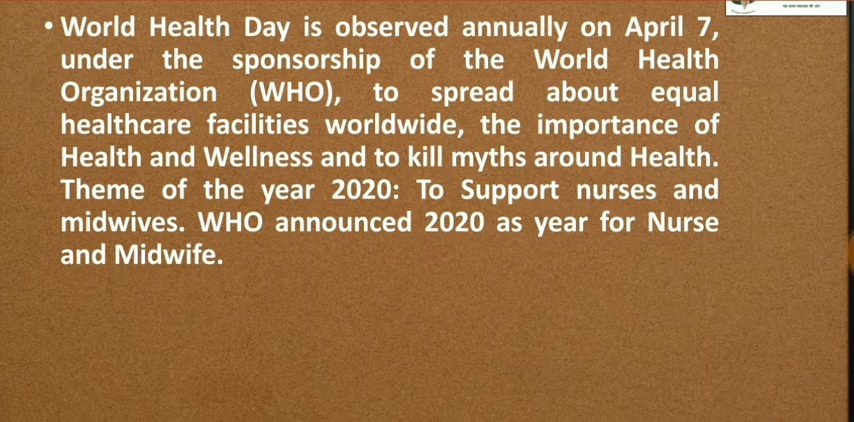 • World Health Day is observed annually on April 7,
under the sponsorship of the World Health
Organization (WHO), to spread about equal
healthcare facilities worldwide, the importance of
Health and Wellness and to kill myths around Health.
Theme of the year 2020: To Support nurses and
midwives. WHO announced 2020 as year for Nurse
and Midwife.